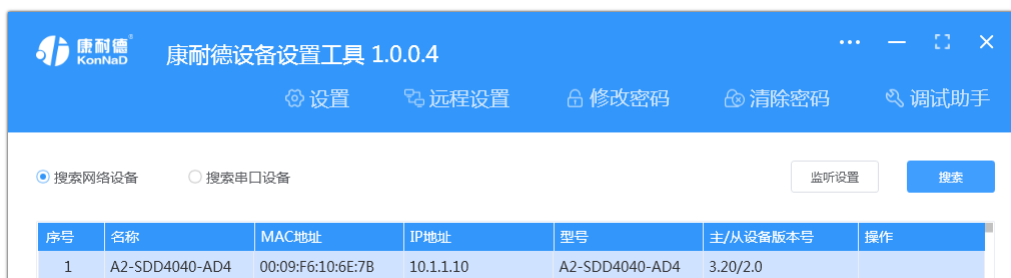 康耐德®
KonNaD
康耐德设备设置工具 1.0.0.4
设置 远程设置 修改密码 清除密码 调试助手
搜索网络设备 搜索串口设备 监听设置 搜索
序号 名称 MAC地址 IP地址 型号 主/从设备版本号 操作
1 A2-SDD4040-AD4 00:09:F6:10:6E:7B 10.1.1.10 A2-SDD4040-AD4 3.20/2.0